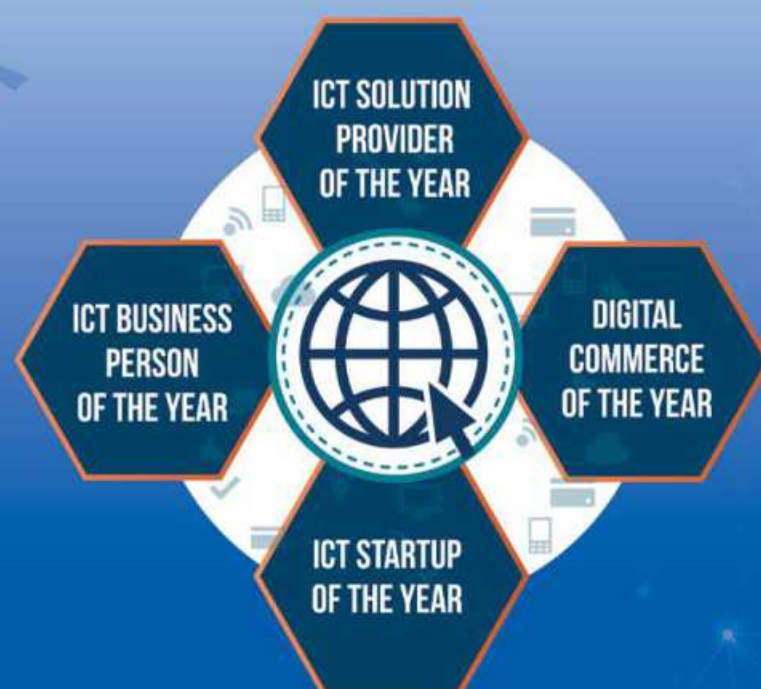 ICT SOLUTION
PROVIDER
OF THE YEAR
ICT BUSINESS
PERSON
OF THE YEAR
DIGITAL
COMMERCE
OF THE YEAR
ICT STARTUP
OF THE YEAR